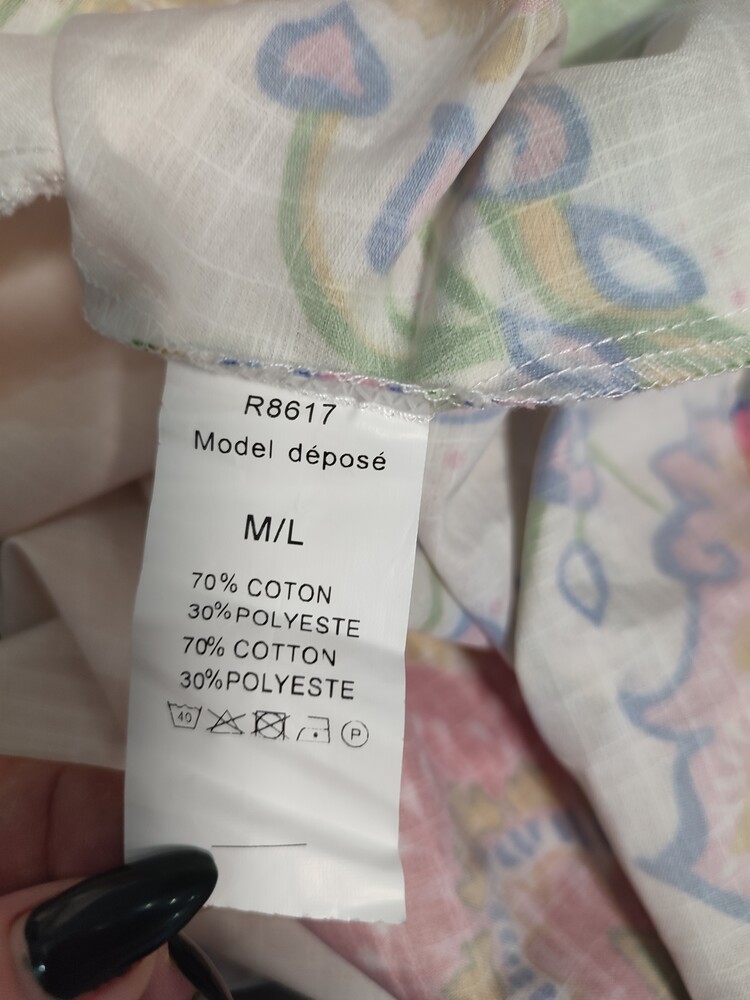 R8617
Model déposé
M/L
70% COTON
30%POLYESTE
70% COTTON
30%POLYESTE
40 P